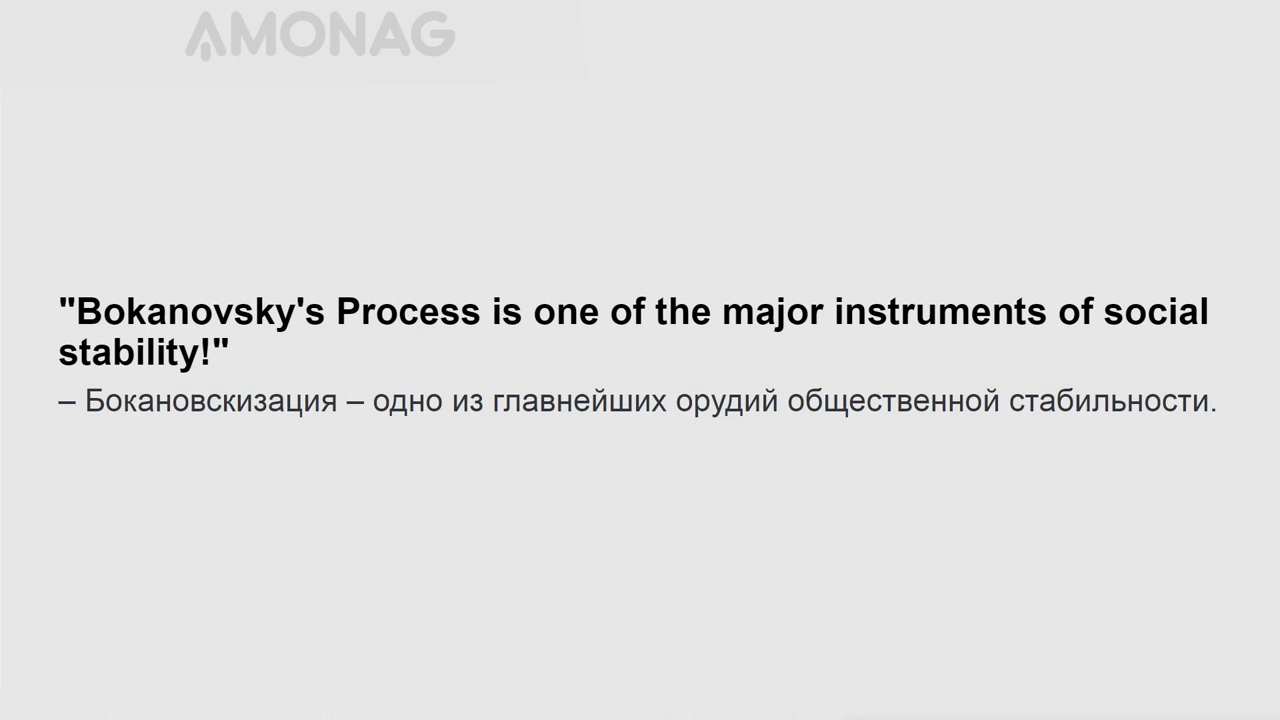 AMONAG
"Bokanovsky's Process is one of the major instruments of social
stability!"
– Бокановскизация – одно из главнейших орудий общественной стабильности.